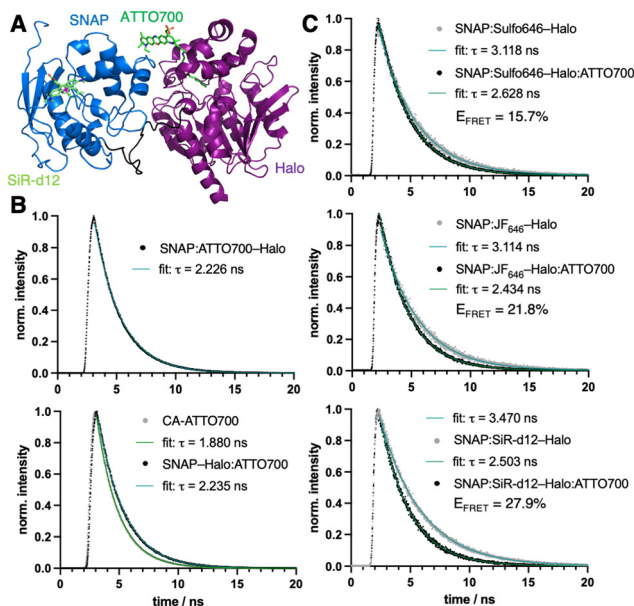 A
SNAP
ATTO700
SiR-d12
Halo
B
norm. intensity
1.0
0.8
0.6
0.4
0.2
0.0
SNAP:ATTO700–Halo
fit: τ = 2.226 ns
0 5 10 15 20
norm. intensity
1.0
0.8
0.6
0.4
0.2
0.0
CA-ATTO700
fit: τ = 1.880 ns
SNAP–Halo:ATTO700
fit: τ = 2.235 ns
0 5 10 15 20
time / ns
C
norm. intensity
1.0
0.8
0.6
0.4
0.2
0.0
SNAP:Sulfo646–Halo
fit: τ = 3.118 ns
SNAP:Sulfo646–Halo:ATTO700
fit: τ = 2.628 ns
EFRET = 15.7%
0 5 10 15 20
norm. intensity
1.0
0.8
0.6
0.4
0.2
0.0
SNAP:JF646–Halo
fit: τ = 3.114 ns
SNAP:JF646–Halo:ATTO700
fit: τ = 2.434 ns
EFRET = 21.8%
0 5 10 15 20
norm. intensity
1.0
0.8
0.6
0.4
0.2
0.0
fit: τ = 3.470 ns
SNAP:SiR-d12–Halo
fit: τ = 2.503 ns
SNAP:SiR-d12–Halo:ATTO700
EFRET = 27.9%
0 5 10 15 20
time / ns